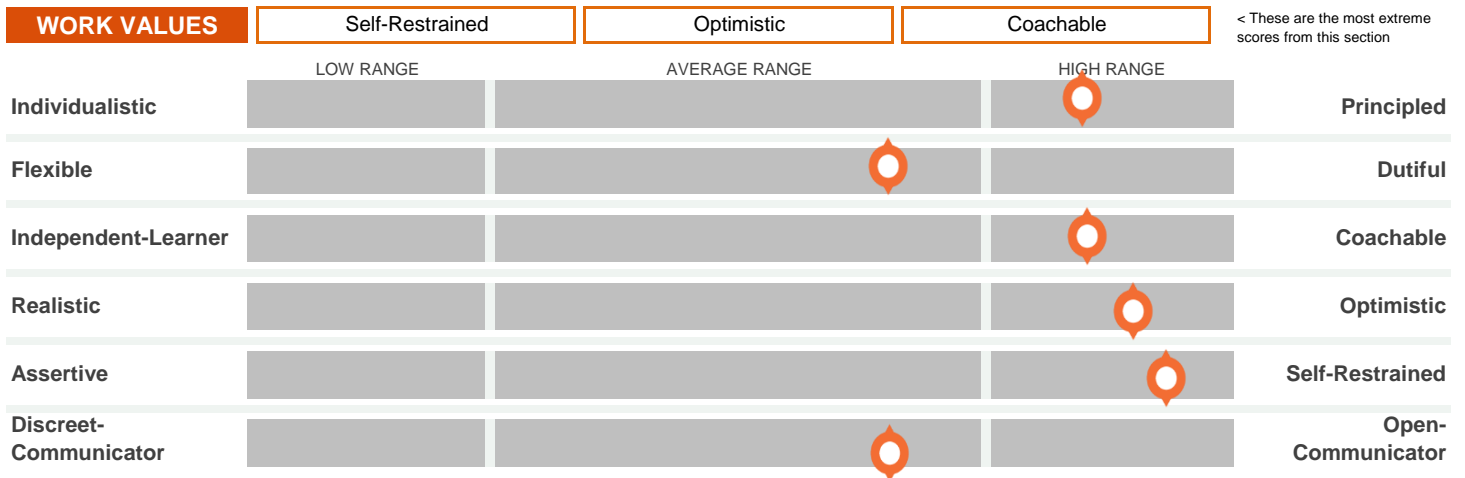 WORK VALUES Self-Restrained Optimistic Coachable < These are the most extreme
scores from this section
LOW RANGE AVERAGE RANGE HIGH RANGE
Individualistic Principled
Flexible Dutiful
Independent-Learner Coachable
Realistic Optimistic
Assertive Self-Restrained
Discreet- Open-
Communicator Communicator